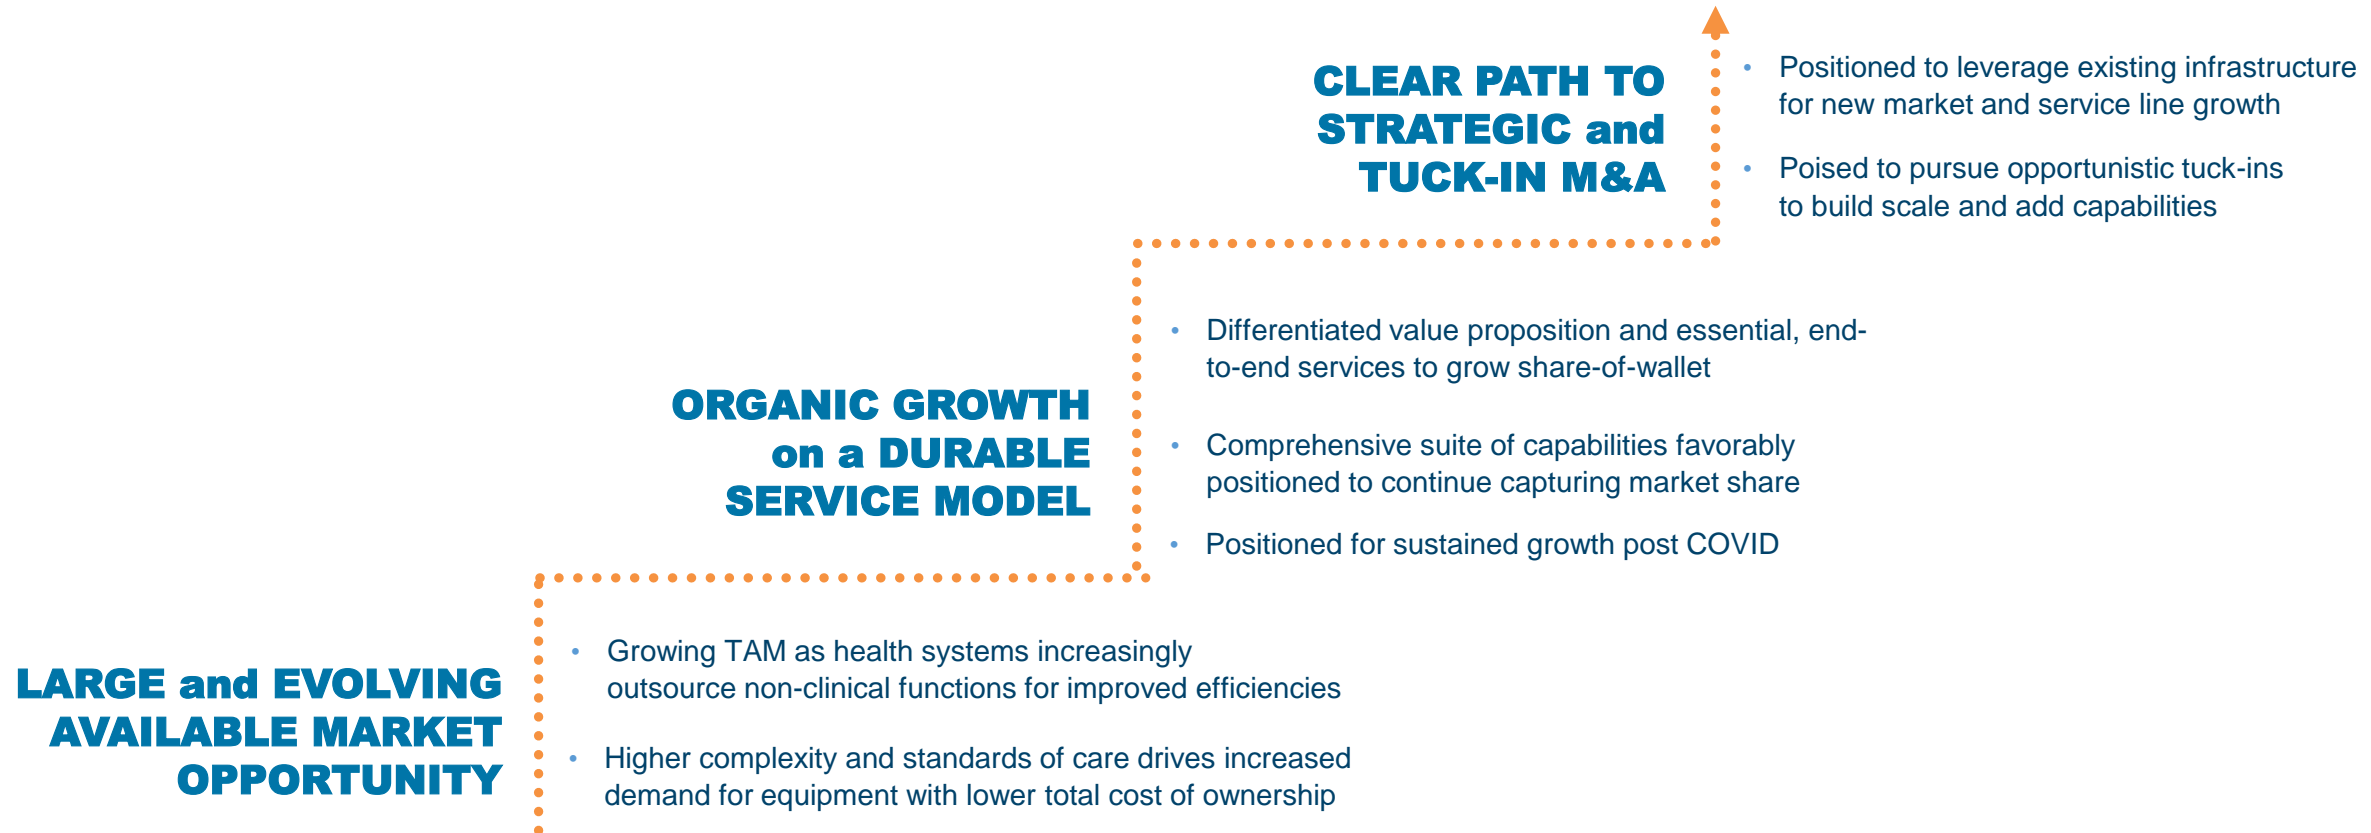 CLEAR PATH TO
STRATEGIC and
TUCK-IN M&A
• Positioned to leverage existing infrastructure
for new market and service line growth
• Poised to pursue opportunistic tuck-ins
to build scale and add capabilities
ORGANIC GROWTH
on a DURABLE
SERVICE MODEL
• Differentiated value proposition and essential, end-
to-end services to grow share-of-wallet
• Comprehensive suite of capabilities favorably
positioned to continue capturing market share
• Positioned for sustained growth post COVID
LARGE and EVOLVING
AVAILABLE MARKET
OPPORTUNITY
• Growing TAM as health systems increasingly
outsource non-clinical functions for improved efficiencies
• Higher complexity and standards of care drives increased
demand for equipment with lower total cost of ownership